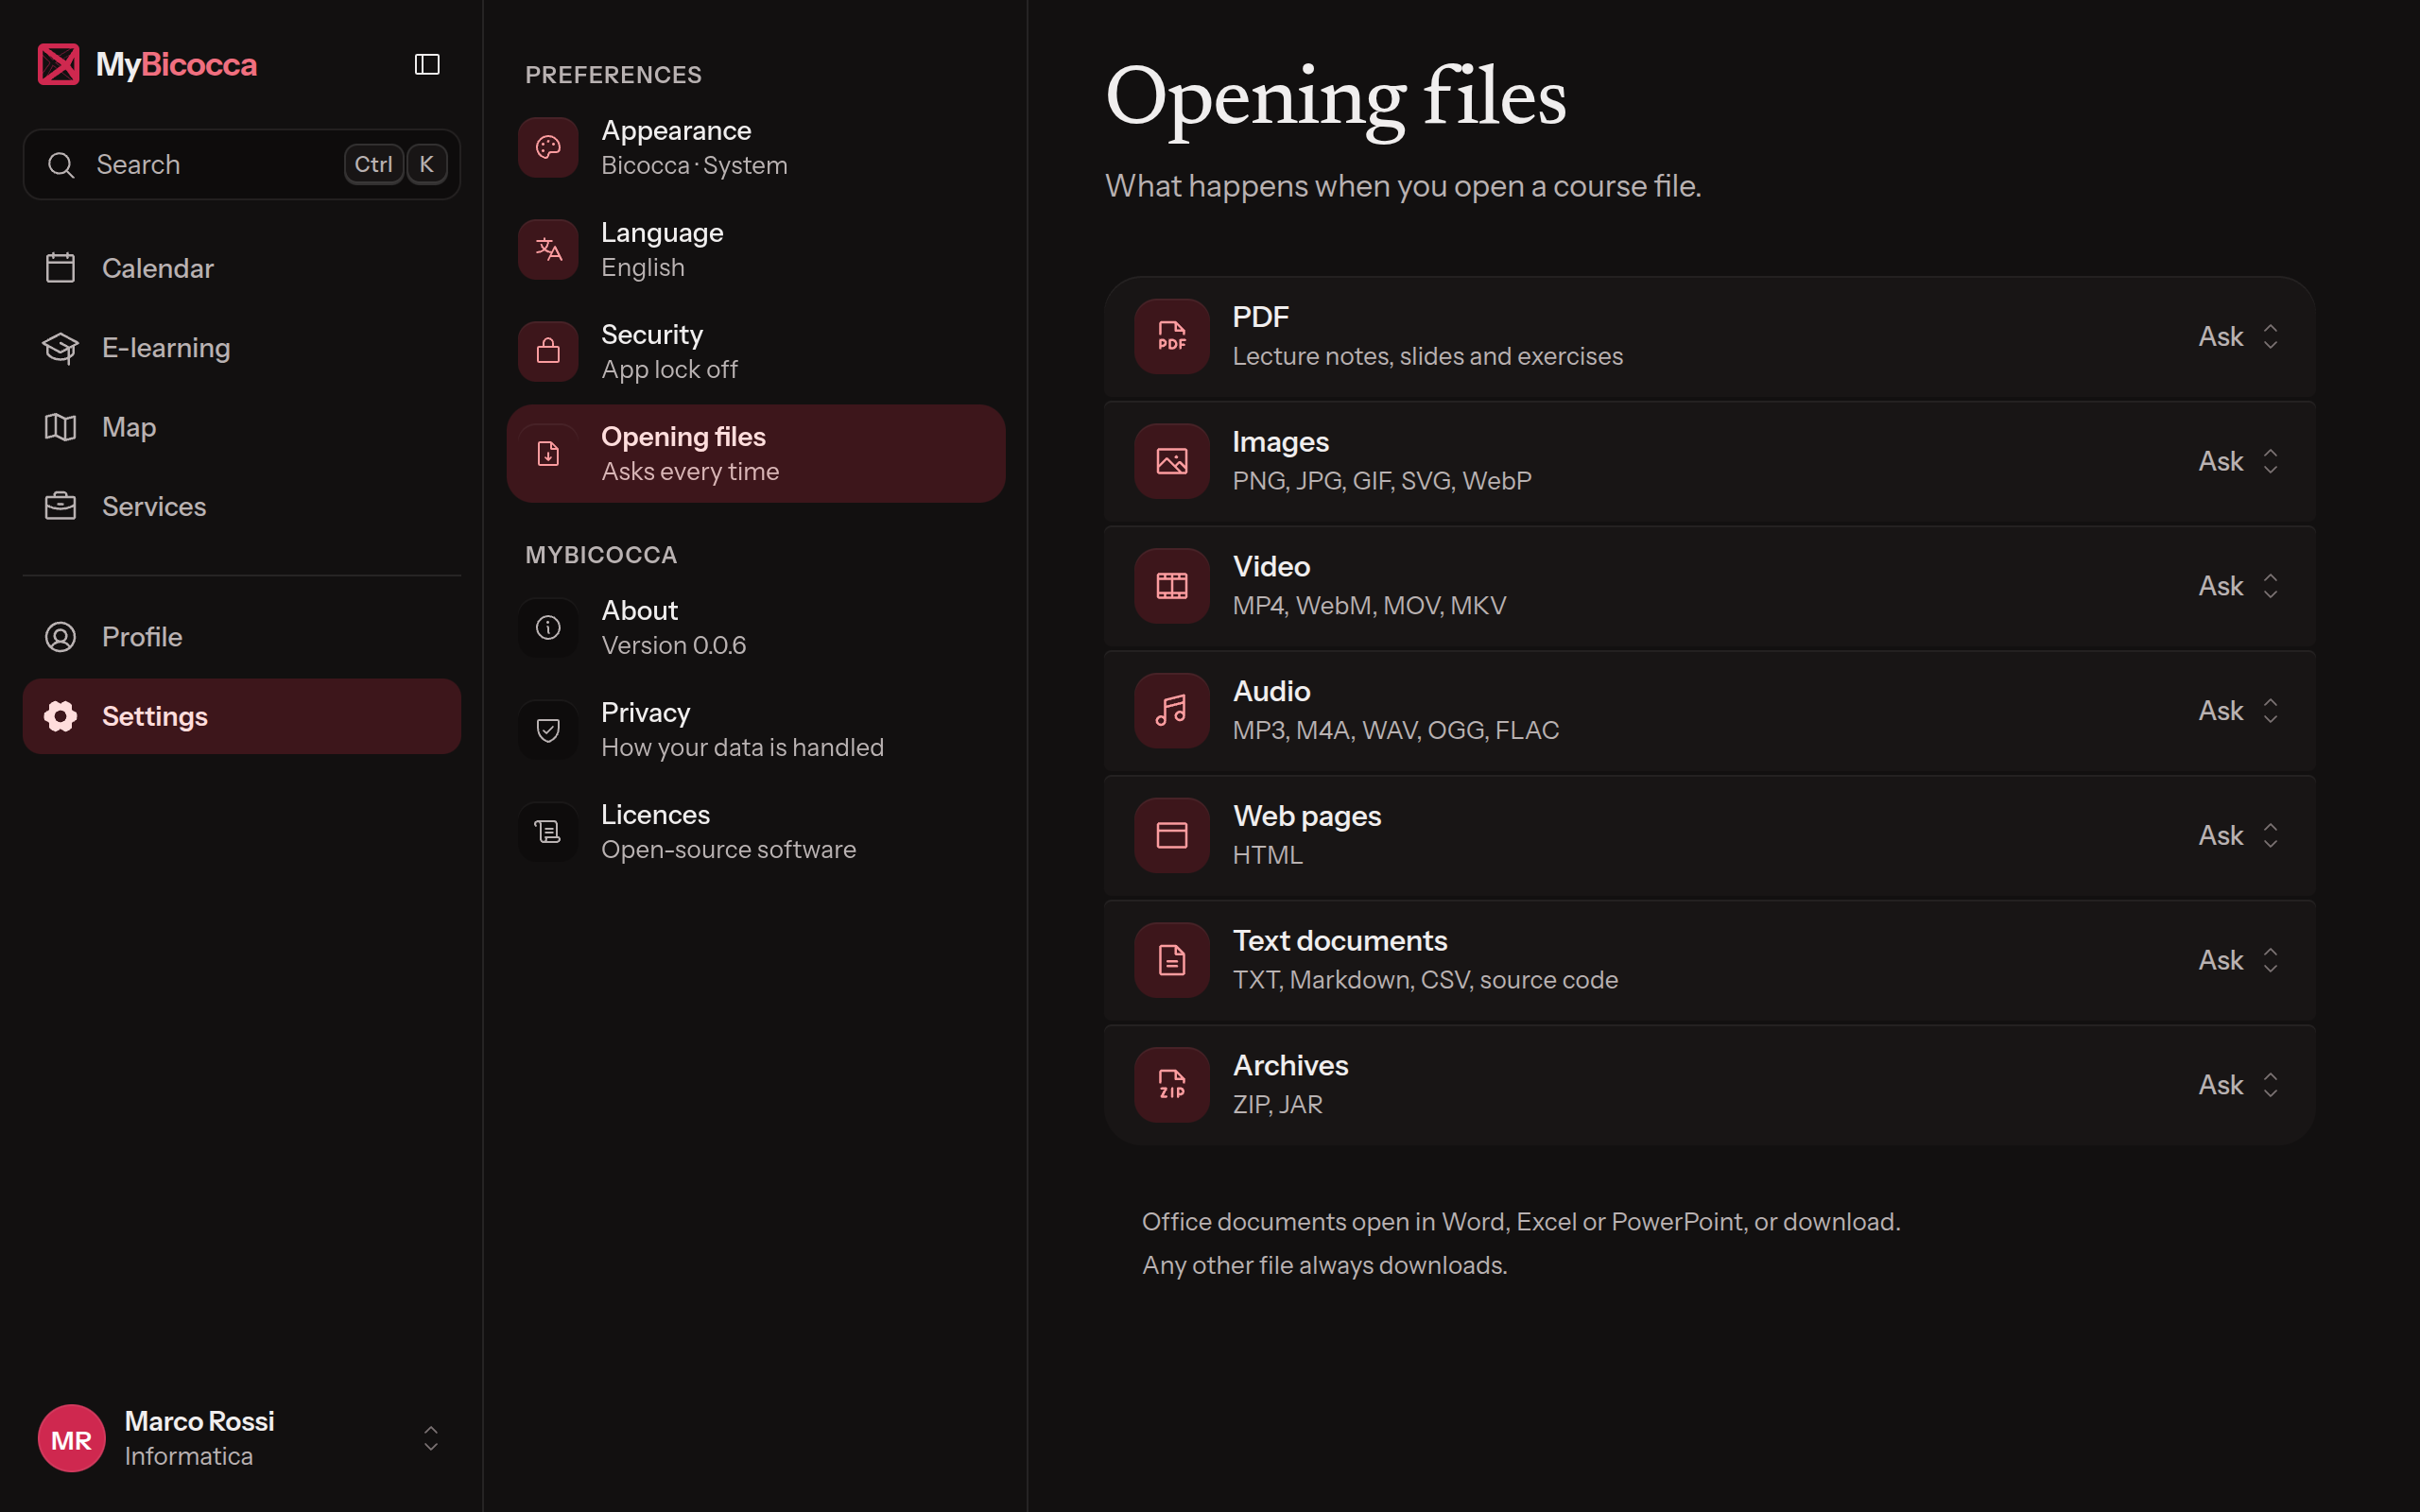 MyBicocca
Search Ctrl K
Calendar
E-learning
Map
Services
Profile
Settings
Marco Rossi
MR
Informatica
PREFERENCES
Appearance
Bicocca · System
Language
English
Security
App lock off
Opening files
Asks every time
MYBICOCCA
About
Version 0.0.6
Privacy
How your data is handled
Licences
Open-source software
Opening files
What happens when you open a course file.
PDF
Lecture notes, slides and exercises
Ask
PDF
Images
PNG, JPG, GIF, SVG, WebP
Ask
Video
MP4, WebM, MOV, MKV
Ask
Audio
MP3, M4A, WAV, OGG, FLAC
Ask
Web pages
HTML
Ask
Text documents
TXT, Markdown, CSV, source code
Ask
Archives
ZIP, JAR
Ask
ZIP
Office documents open in Word, Excel or PowerPoint, or download.
Any other file always downloads.